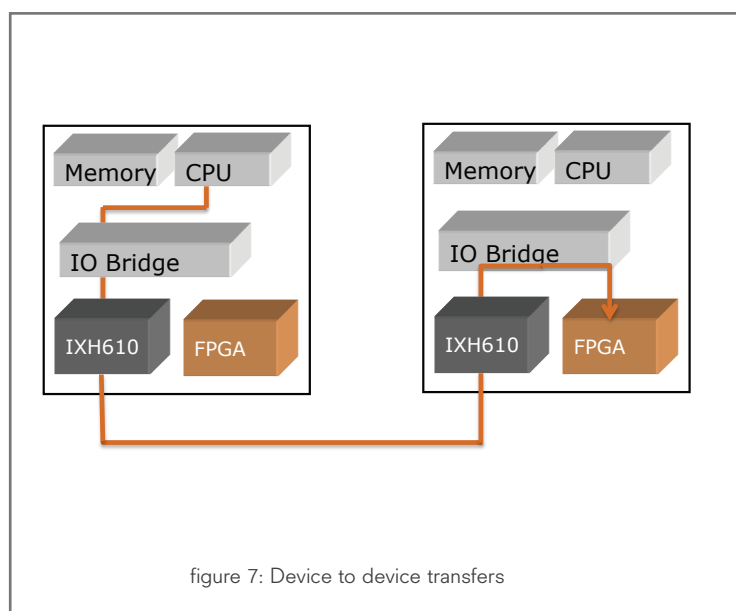 Memory CPU
IO Bridge
IXH610 FPGA
Memory CPU
IO Bridge
IXH610 FPGA
figure 7: Device to device transfers